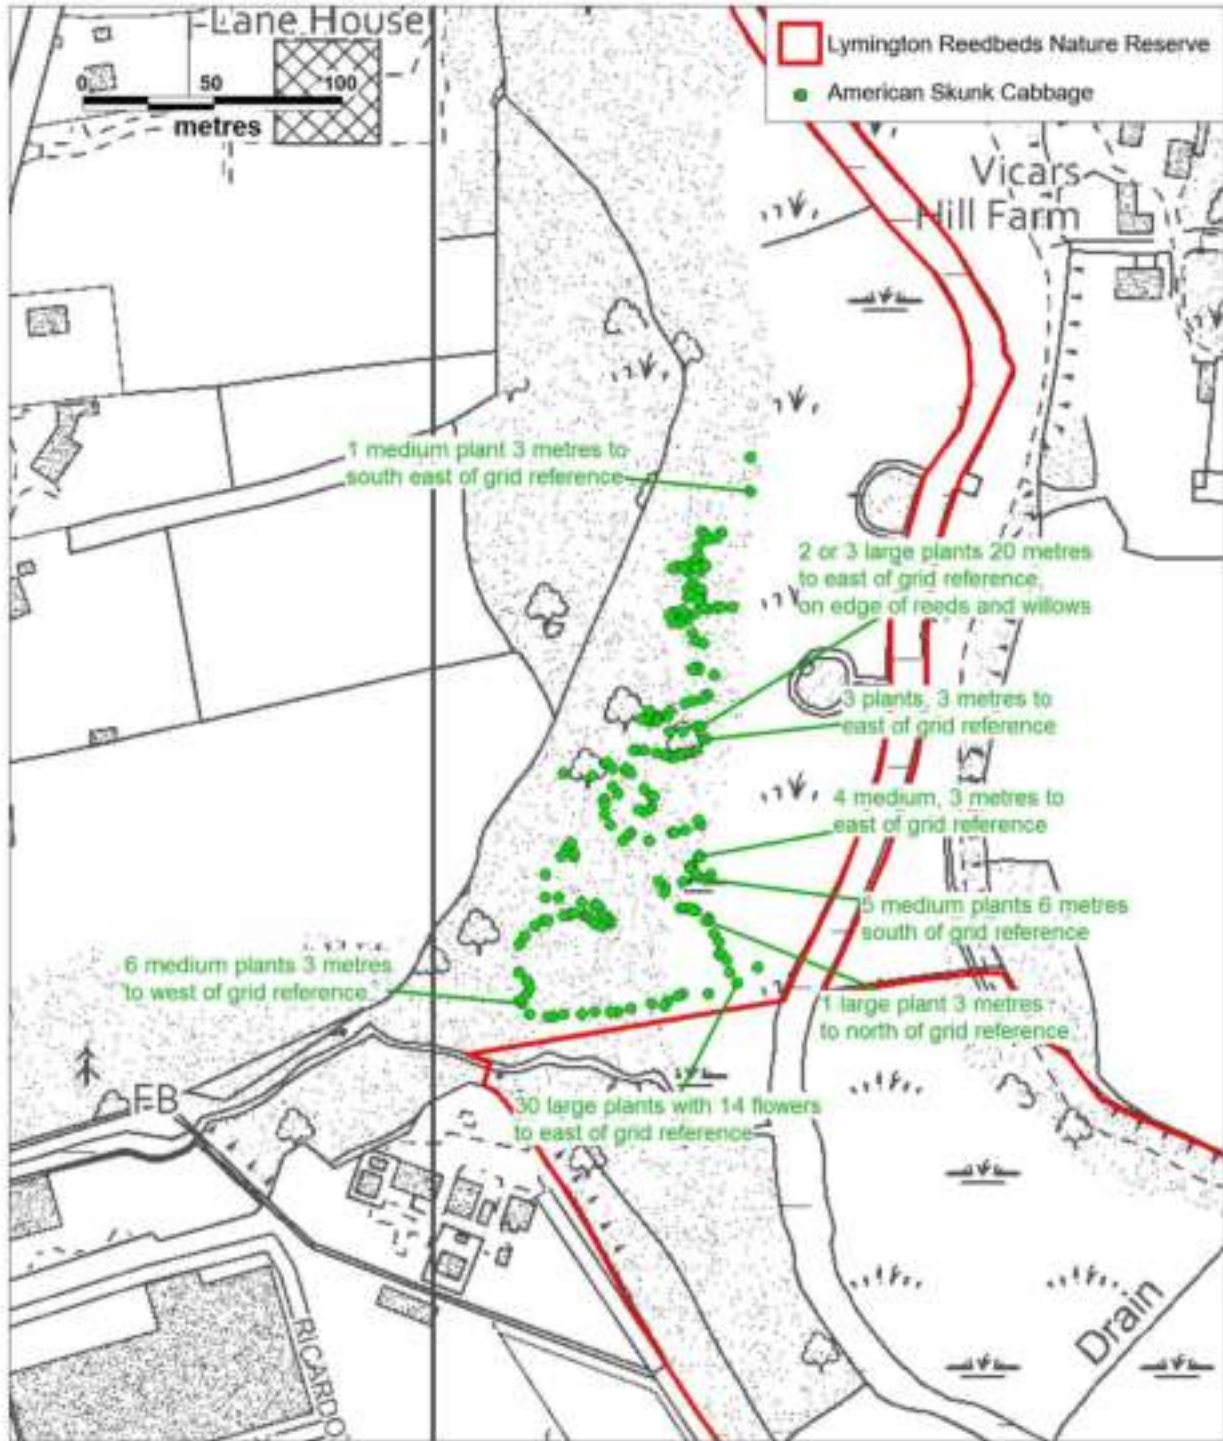 Lane House
0 50 100
metres
Lymington Reedbeds Nature Reserve
American Skunk Cabbage
Vicars
Hill Farm
1 medium plant 3 metres to
south east of grid reference
2 or 3 large plants 20 metres
to east of grid reference,
on edge of reeds and willows
3 plants, 3 metres to
east of grid reference
4 medium, 3 metres to
east of grid reference
5 medium plants 6 metres
south of grid reference
6 medium plants 3 metres
to west of grid reference
1 large plant 3 metres
to north of grid reference
FB
30 large plants with 14 flowers
to east of grid reference
Drain
RICARDO